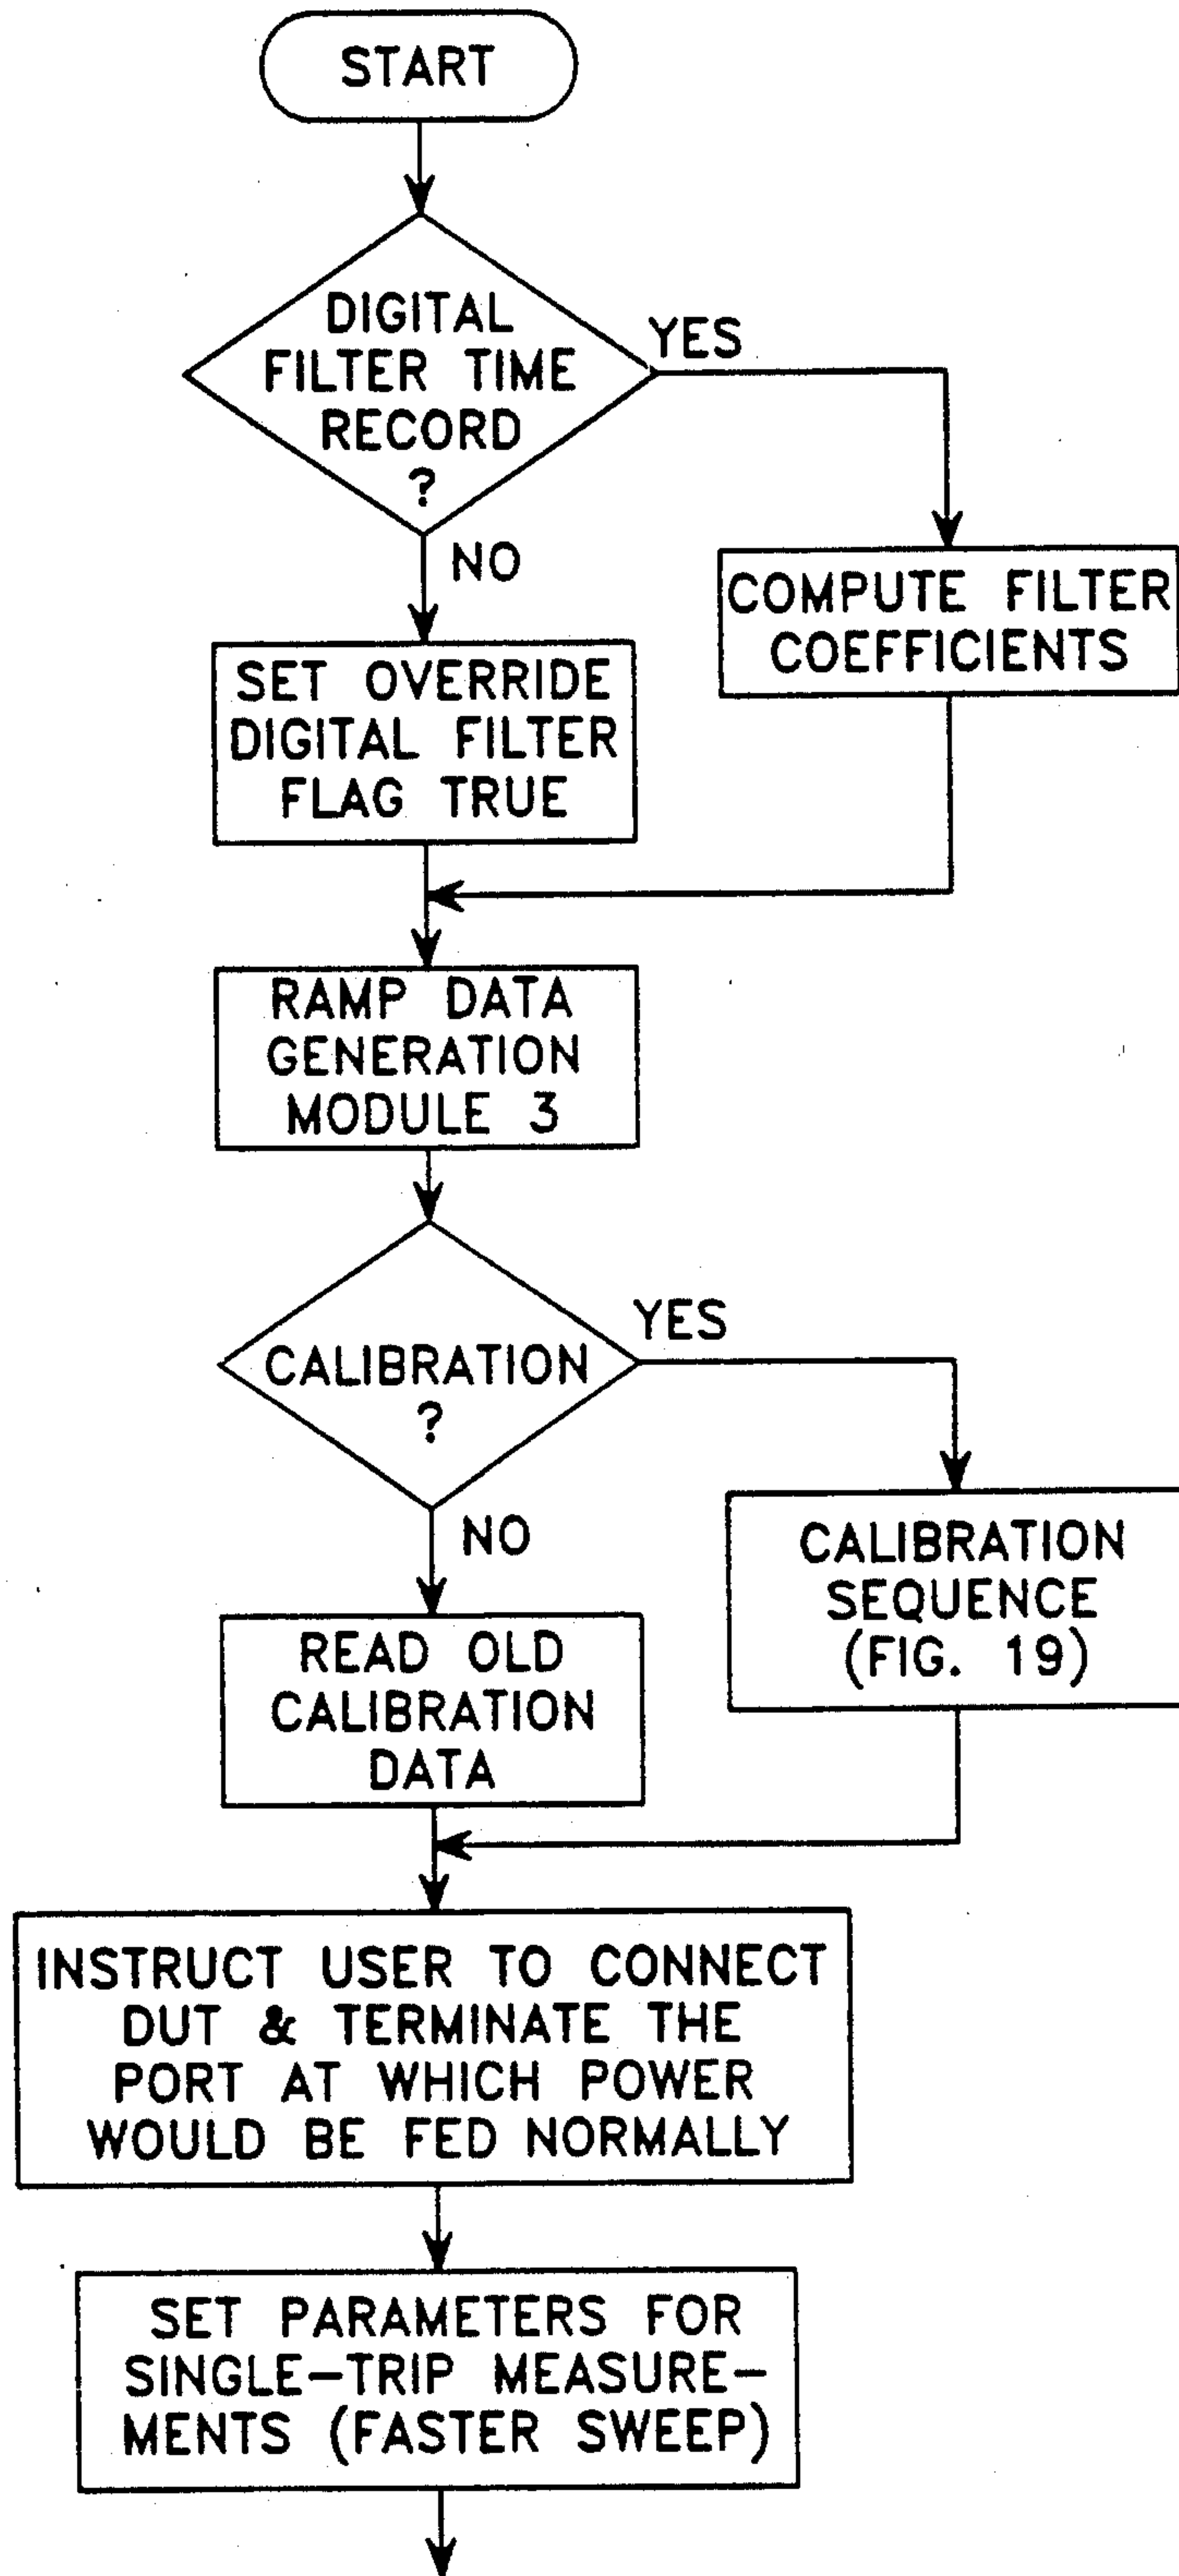 START
DIGITAL
FILTER TIME
RECORD
?
YES
NO
COMPUTE FILTER
COEFFICIENTS
SET OVERRIDE
DIGITAL FILTER
FLAG TRUE
RAMP DATA
GENERATION
MODULE 3
CALIBRATION
?
YES
NO
CALIBRATION
SEQUENCE
(FIG. 19)
READ OLD
CALIBRATION
DATA
INSTRUCT USER TO CONNECT
DUT & TERMINATE THE
PORT AT WHICH POWER
WOULD BE FED NORMALLY
SET PARAMETERS FOR
SINGLE-TRIP MEASURE-
MENTS (FASTER SWEEP)